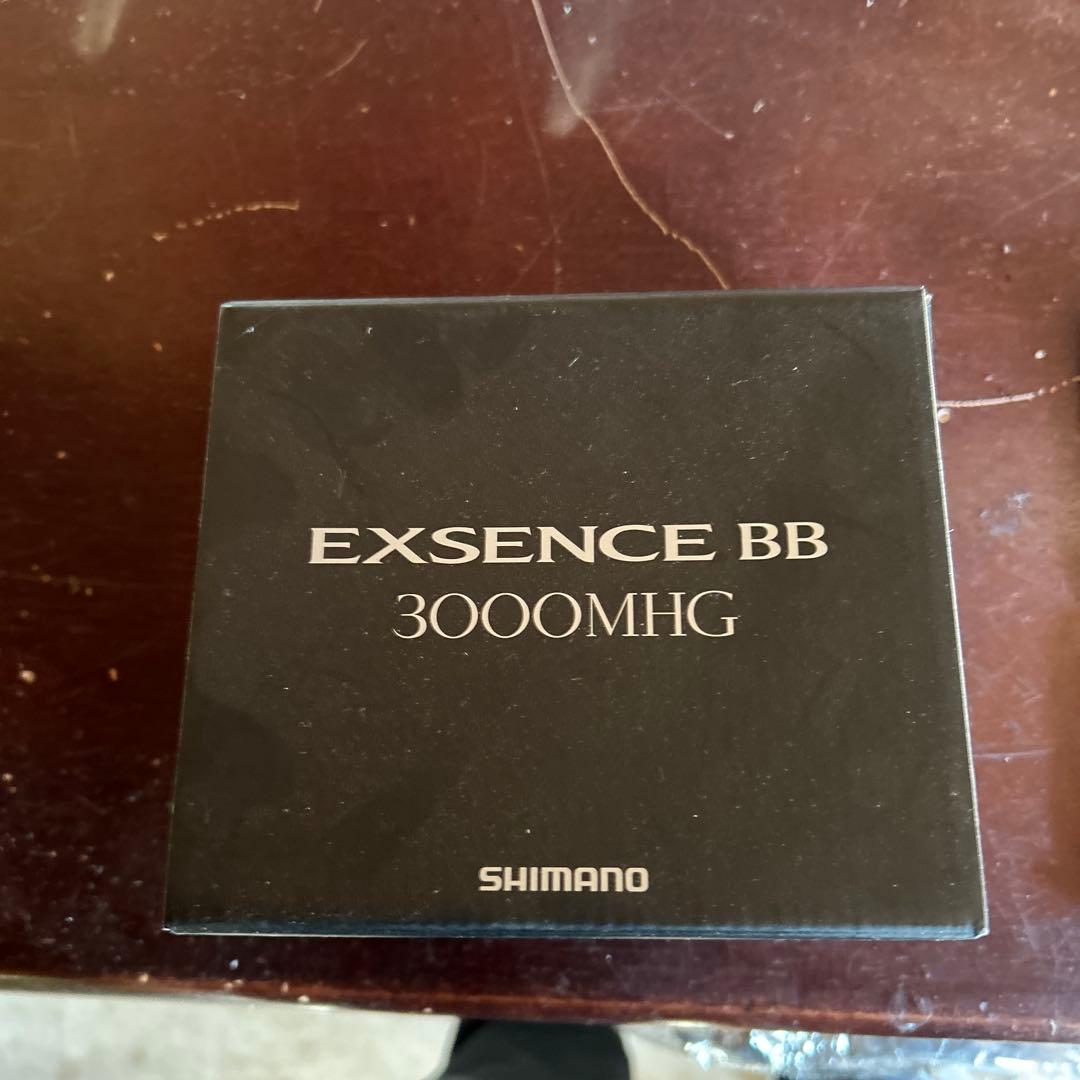 EXSENCE BB
3000MHG
SHIMANO